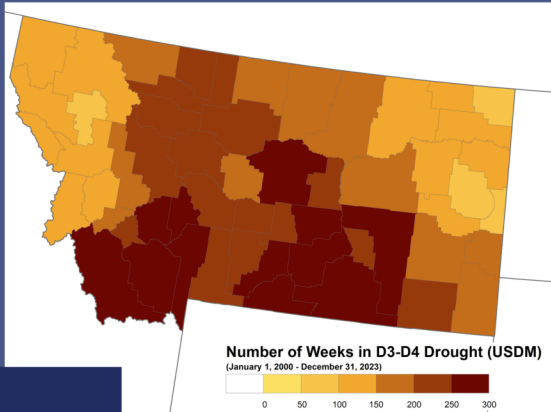 Number of Weeks in D3-D4 Drought (USDM)
(January 1, 2000 - December 31, 2023)
0 50 100 150 200 250 300